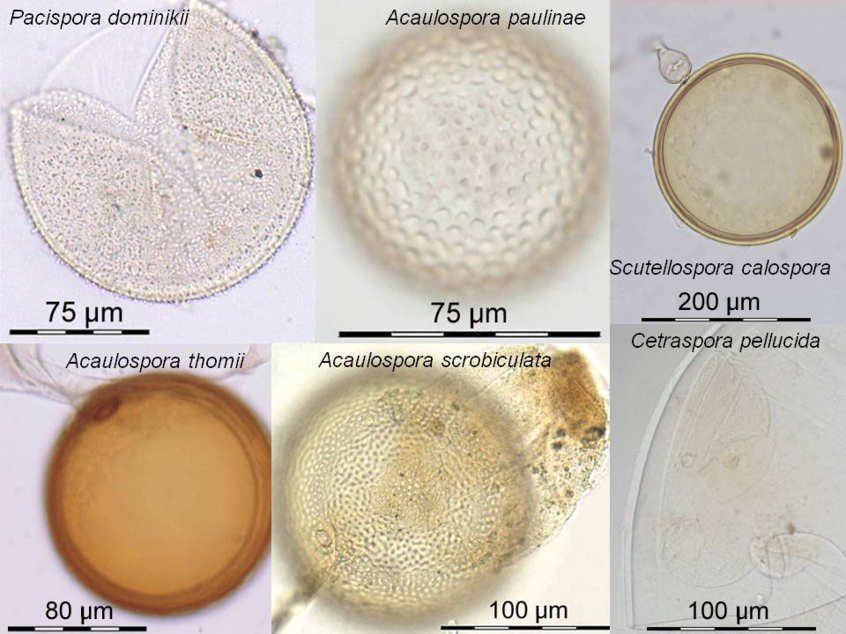 Pacispora dominikii
Acaulospora paulinae
75 μm
75 μm
Scutellospora calospora
200 μm
Acaulospora thomii
Acaulospora scrobiculata
Cetraspora pellucida
80 μm
100 μm
100 μm